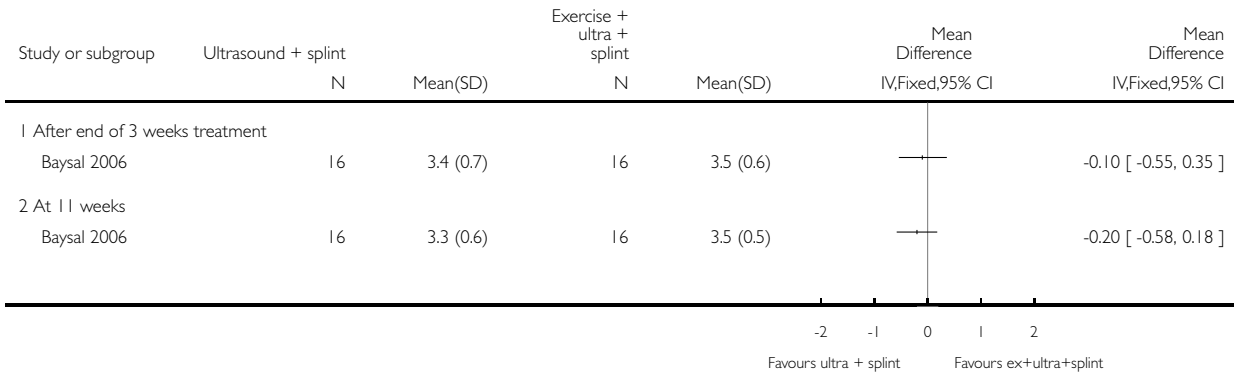 Study or subgroup Ultrasound + splint Exercise + ultra + splint Mean Difference Mean Difference
N Mean(SD) N Mean(SD) IV,Fixed,95% CI IV,Fixed,95% CI
1 After end of 3 weeks treatment
Baysal 2006 16 3.4 (0.7) 16 3.5 (0.6) -0.10 [ -0.55, 0.35 ]
2 At 11 weeks
Baysal 2006 16 3.3 (0.6) 16 3.5 (0.5) -0.20 [ -0.58, 0.18 ]
-2 -1 0 1 2
Favours ultra + splint Favours ex+ultra+splint